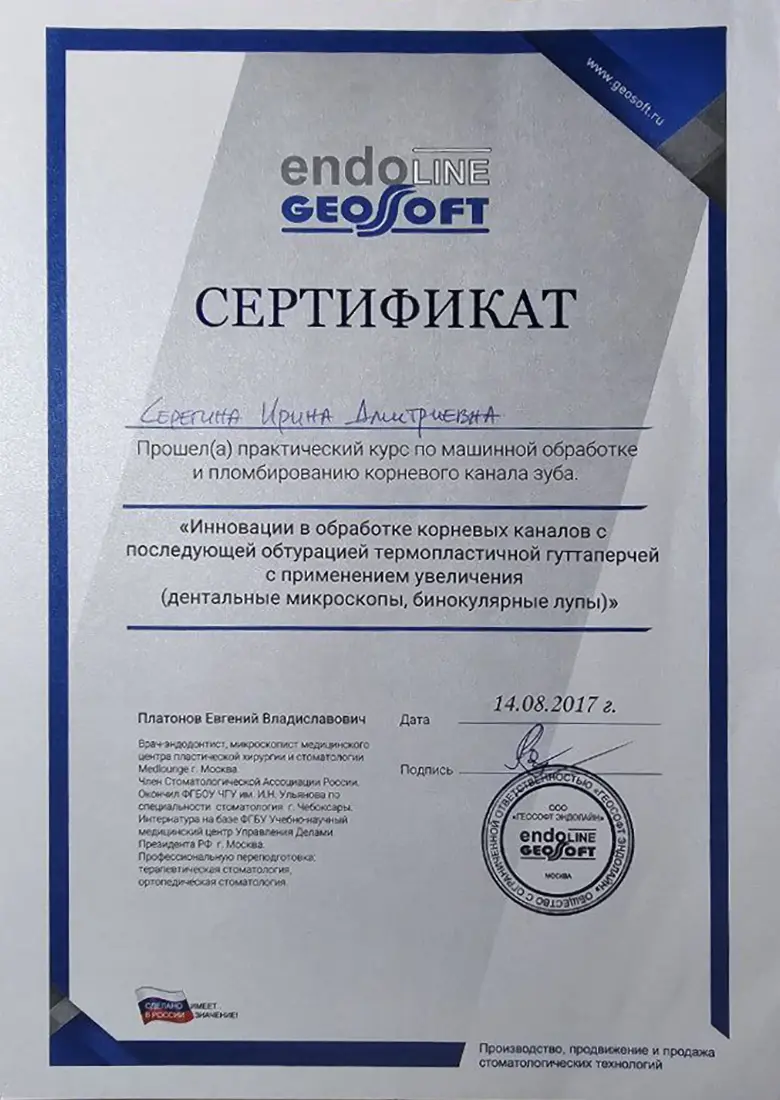 www.geosoft.ru
endoLINE
GEOSOFT
СЕРТИФИКАТ
Серегина Ирина Дмитриевна
Прошел(а) практический курс по машинной обработке
и пломбированию корневого канала зуба.
«Инновации в обработке корневых каналов с
последующей обтурацией термопластичной гуттаперчей
с применением увеличения
(дентальные микроскопы, бинокулярные лупы)»
14.08.2017 г.
Платонов Евгений Владиславович
Дата
Врач-эндодонтист, микроскопист медицинского
центра пластической хирургии и стоматологии
Medlounge г. Москва.
Член Стоматологической Ассоциации России.
Окончил ФГБОУ ЧГУ им. И.Н. Ульянова по
специальности стоматология г. Чебоксары.
Интернатура на базе ФГБУ Учебно-научный
медицинский центр Управления Делами
Президента РФ г. Москва.
Профессиональную переподготовка:
терапевтическая стоматология,
ортопедическая стоматология.
Подпись
ОБЩЕСТВО С ОГРАНИЧЕННОЙ ОТВЕТСТВЕННОСТЬЮ «ГЕОСОФТ ЭНДОЛАЙН»
ООО
«ГЕОСОФТ ЭНДОЛАЙН»
endoLINE
GEOSOFT
МОСКВА
СДЕЛАНО ИМЕЕТ
В РОССИИ ЗНАЧЕНИЕ!
Производство, продвижение и продажа
стоматологических технологий